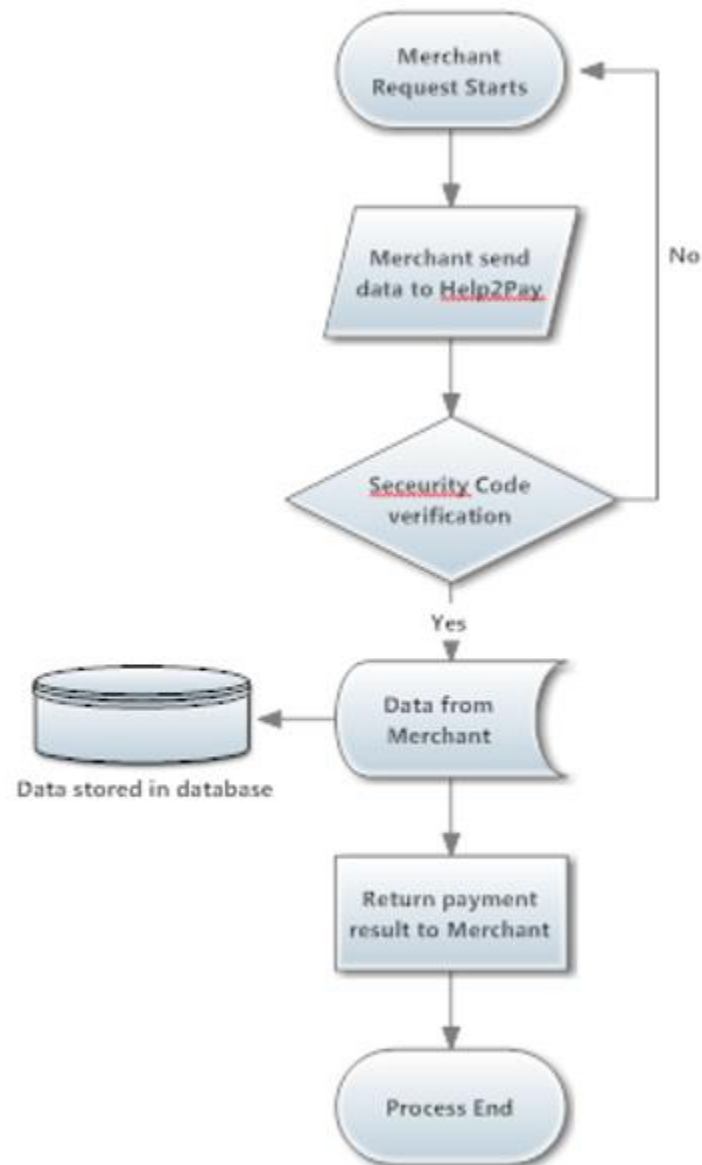 Merchant
Request Starts
Merchant send
data to Help2Pay
No
Seceurity Code
verification
Yes
Data from
Merchant
Data stored in database
Return payment
result to Merchant
Process End